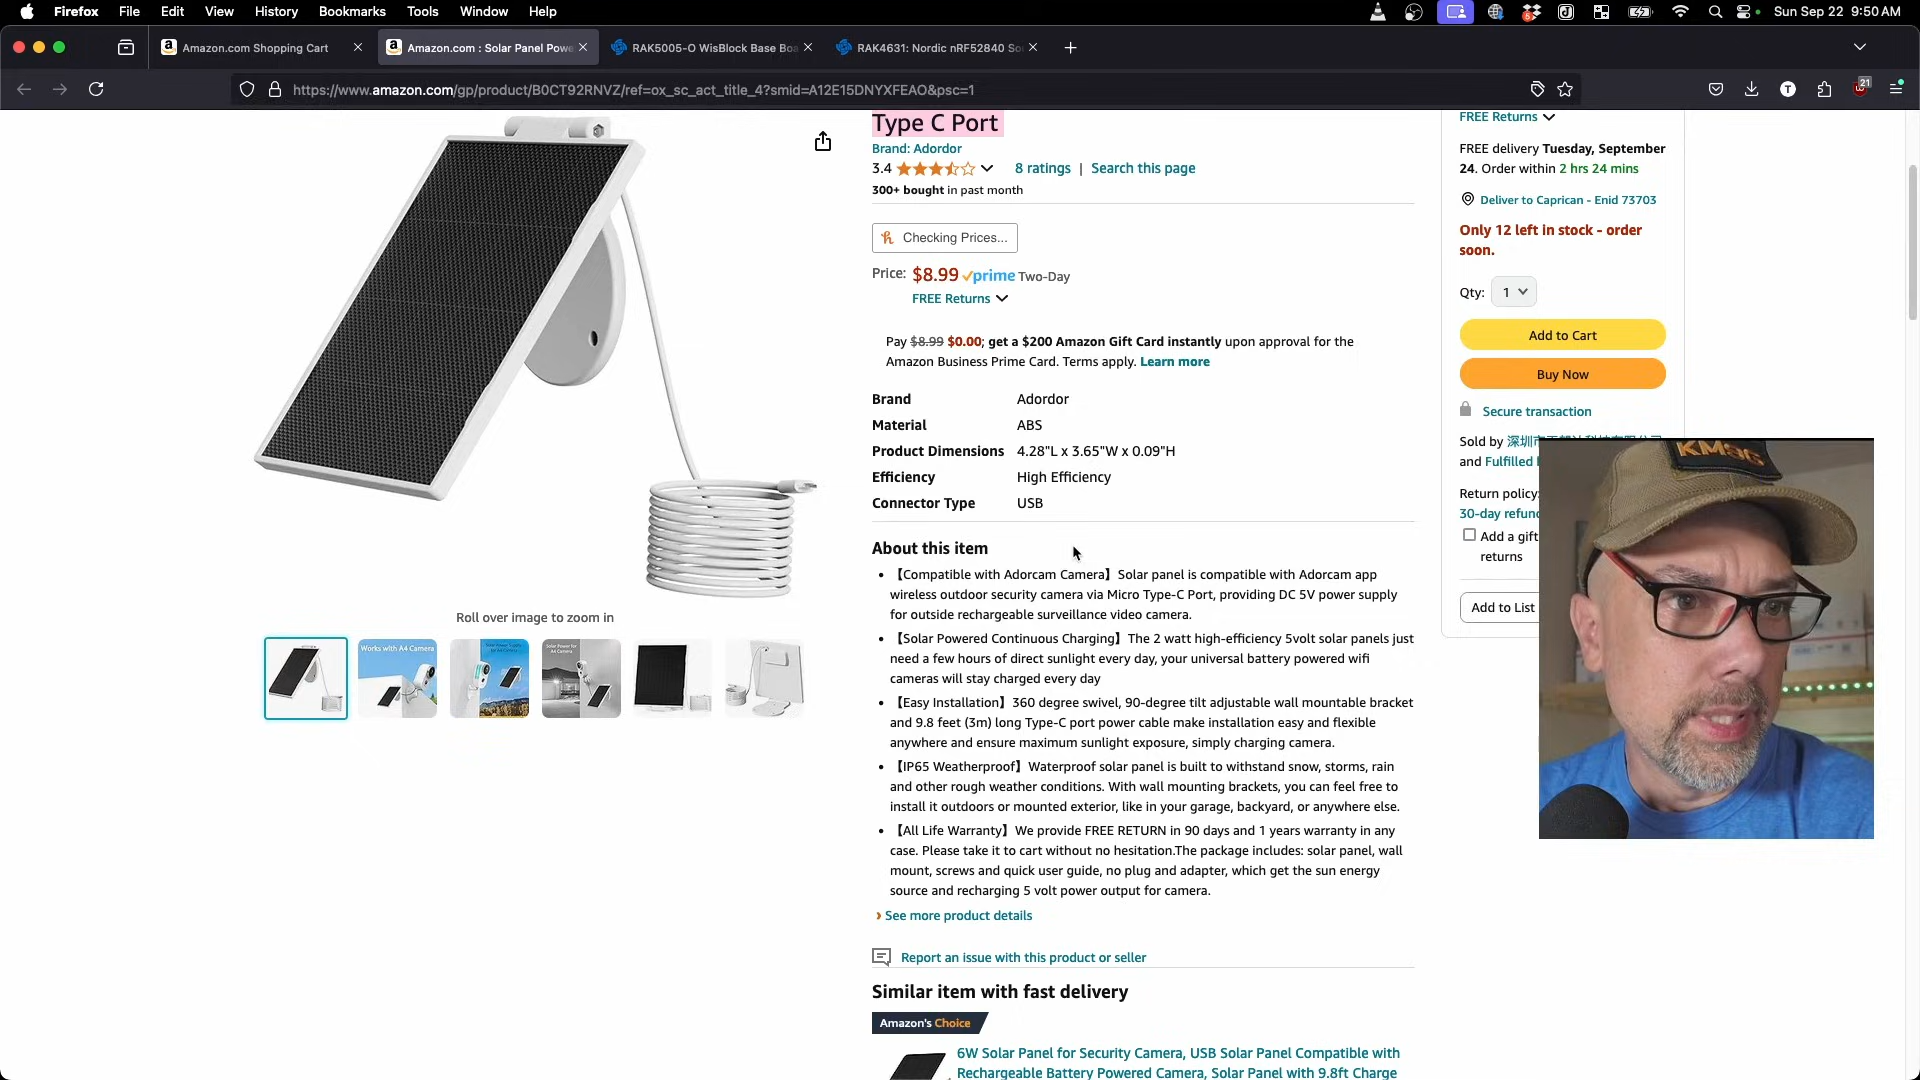 Firefox File Edit View History Bookmarks Tools Window Help
Sun Sep 22 9:50 AM
Amazon.com Shopping Cart
Amazon.com : Solar Panel Powe
RAK5005-O WisBlock Base Boa
RAK4631: Nordic nRF52840 So
https://www.amazon.com/gp/product/B0CT92RNVZ/ref=ox_sc_act_title_4?smid=A12E15DNYXFEAO&psc=1
21
Type C Port
Brand: Adordor
3.4
8 ratings | Search this page
300+ bought in past month
Checking Prices...
Price: $8.99 prime Two-Day
FREE Returns
Pay $8.99 $0.00; get a $200 Amazon Gift Card instantly upon approval for the
Amazon Business Prime Card. Terms apply. Learn more
Brand Adordor
Material ABS
Product Dimensions 4.28"L x 3.65"W x 0.09"H
Efficiency High Efficiency
Connector Type USB
About this item
【Compatible with Adorcam Camera】Solar panel is compatible with Adorcam app
wireless outdoor security camera via Micro Type-C Port, providing DC 5V power supply
for outside rechargeable surveillance video camera.
【Solar Powered Continuous Charging】The 2 watt high-efficiency 5volt solar panels just
need a few hours of direct sunlight every day, your universal battery powered wifi
cameras will stay charged every day
【Easy Installation】360 degree swivel, 90-degree tilt adjustable wall mountable bracket
and 9.8 feet (3m) long Type-C port power cable make installation easy and flexible
anywhere and ensure maximum sunlight exposure, simply charging camera.
【IP65 Weatherproof】Waterproof solar panel is built to withstand snow, storms, rain
and other rough weather conditions. With wall mounting brackets, you can feel free to
install it outdoors or mounted exterior, like in your garage, backyard, or anywhere else.
【All Life Warranty】We provide FREE RETURN in 90 days and 1 years warranty in any
case. Please take it to cart without no hesitation.The package includes: solar panel, wall
mount, screws and quick user guide, no plug and adapter, which get the sun energy
source and recharging 5 volt power output for camera.
› See more product details
Report an issue with this product or seller
Similar item with fast delivery
Amazon's Choice
6W Solar Panel for Security Camera, USB Solar Panel Compatible with
Rechargeable Battery Powered Camera, Solar Panel with 9.8ft Charge
Roll over image to zoom in
Works with A4 Camera
FREE Returns
FREE delivery Tuesday, September
24. Order within 2 hrs 24 mins
Deliver to Caprican - Enid 73703
Only 12 left in stock - order
soon.
Qty: 1
Add to Cart
Buy Now
Secure transaction
Sold by
and Fulfilled
Return policy:
30-day refund
Add a gift
returns
Add to List